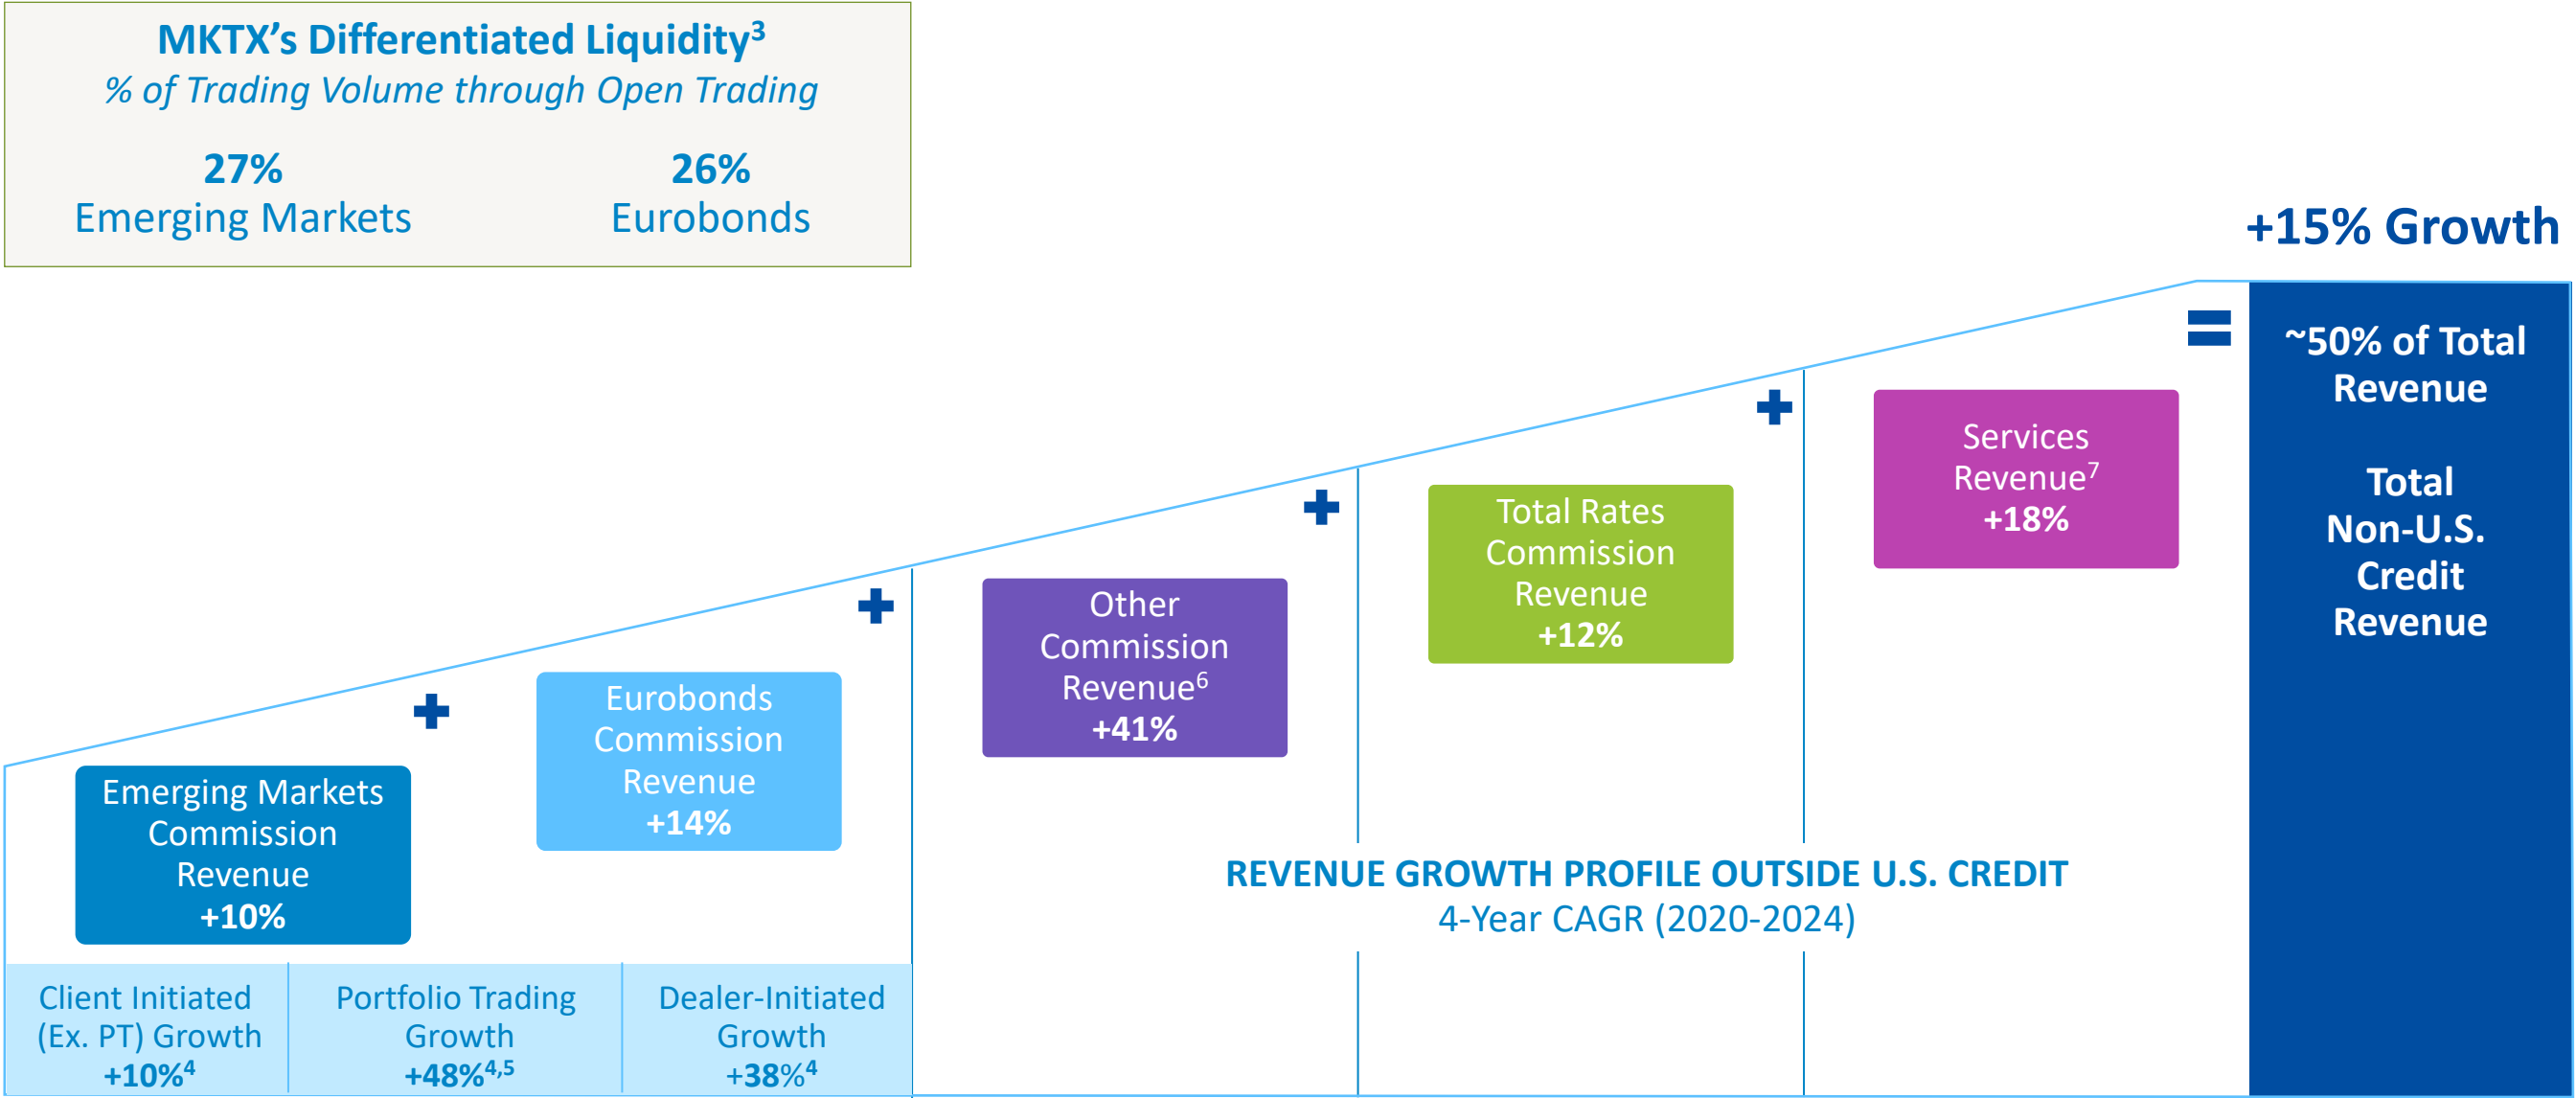 MKTX’s Differentiated Liquidity3
% of Trading Volume through Open Trading
27%
Emerging Markets
26%
Eurobonds
+15% Growth
Emerging Markets
Commission
Revenue
+10%
+
Eurobonds
Commission
Revenue
+14%
+
Other
Commission
Revenue6
+41%
+
Total Rates
Commission
Revenue
+12%
+
Services
Revenue7
+18%
=
~50% of Total
Revenue
Total
Non-U.S.
Credit
Revenue
REVENUE GROWTH PROFILE OUTSIDE U.S. CREDIT
4-Year CAGR (2020-2024)
Client Initiated
(Ex. PT) Growth
+10%4
Portfolio Trading
Growth
+48%4,5
Dealer-Initiated
Growth
+38%4